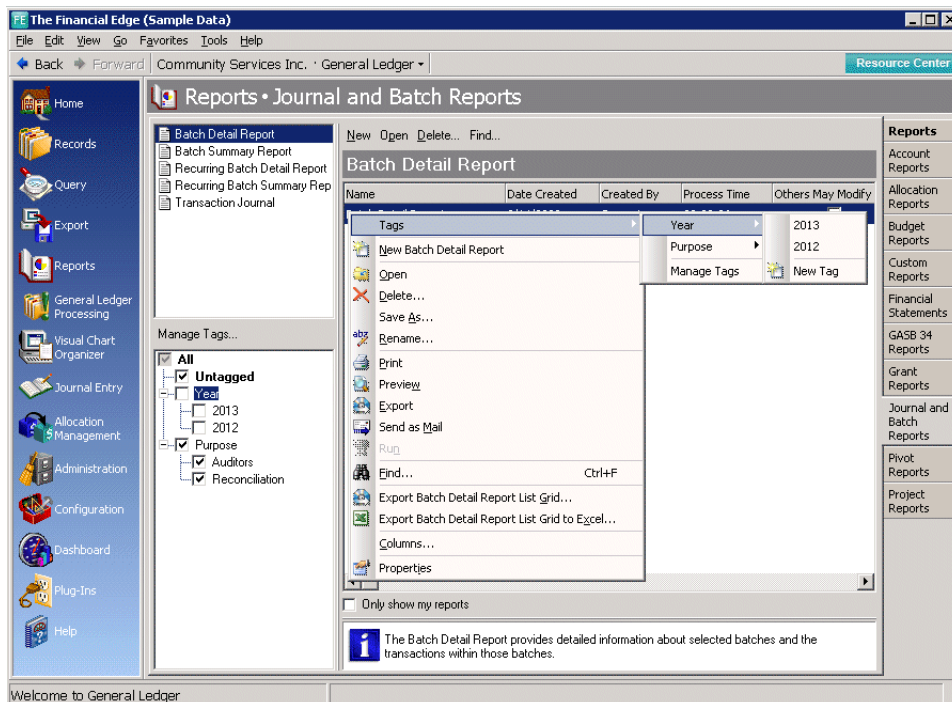 The Financial Edge (Sample Data)
File Edit View Go Favorites Tools Help
Back Forward Community Services Inc. · General Ledger
Resource Center
Reports • Journal and Batch Reports
Home
Records
Query
Export
Reports
General Ledger
Processing
Visual Chart
Organizer
Journal Entry
Allocation
Management
Administration
Configuration
Dashboard
Plug-Ins
Help
Batch Detail Report
Batch Summary Report
Recurring Batch Detail Report
Recurring Batch Summary Rep
Transaction Journal
Manage Tags...
All
Untagged
Year
2013
2012
Purpose
Auditors
Reconciliation
New Open Delete... Find...
Batch Detail Report
Name Date Created Created By Process Time Others May Modify
Tags
New Batch Detail Report
Open
Delete...
Save As...
Rename...
Print
Preview
Export
Send as Mail
Run
Find... Ctrl+F
Export Batch Detail Report List Grid...
Export Batch Detail Report List Grid to Excel...
Columns...
Properties
Year
Purpose
Manage Tags
2013
2012
New Tag
Only show my reports
The Batch Detail Report provides detailed information about selected batches and the
transactions within those batches.
Reports
Account
Reports
Allocation
Reports
Budget
Reports
Custom
Reports
Financial
Statements
GASB 34
Reports
Grant
Reports
Journal and
Batch
Reports
Pivot
Reports
Project
Reports
Welcome to General Ledger